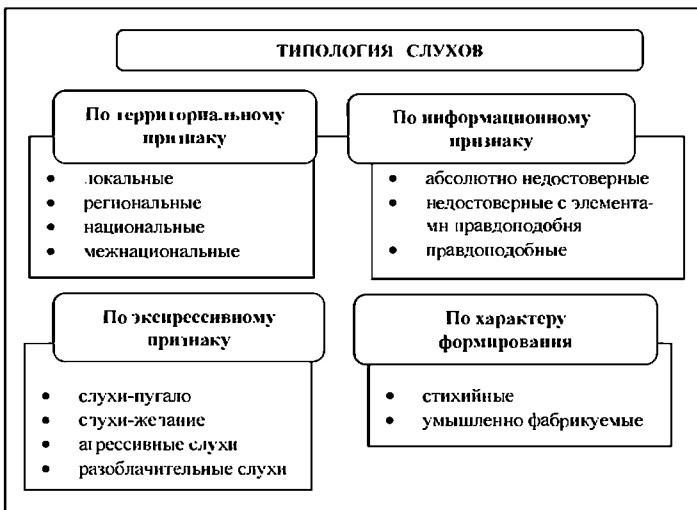 ТИПОЛОГИЯ СЛУХОВ
По территориальному
признаку
• локальные
• региональные
• национальные
• межнациональные
По информационному
признаку
• абсолютно недостоверные
• недостоверные с элемента-
ми правдоподобия
• правдоподобные
По экспрессивному
признаку
• слухи-пугало
• слухи-желание
• агрессивные слухи
• разоблачительные слухи
По характеру
формирования
• стихийные
• умышленно фабрикуемые